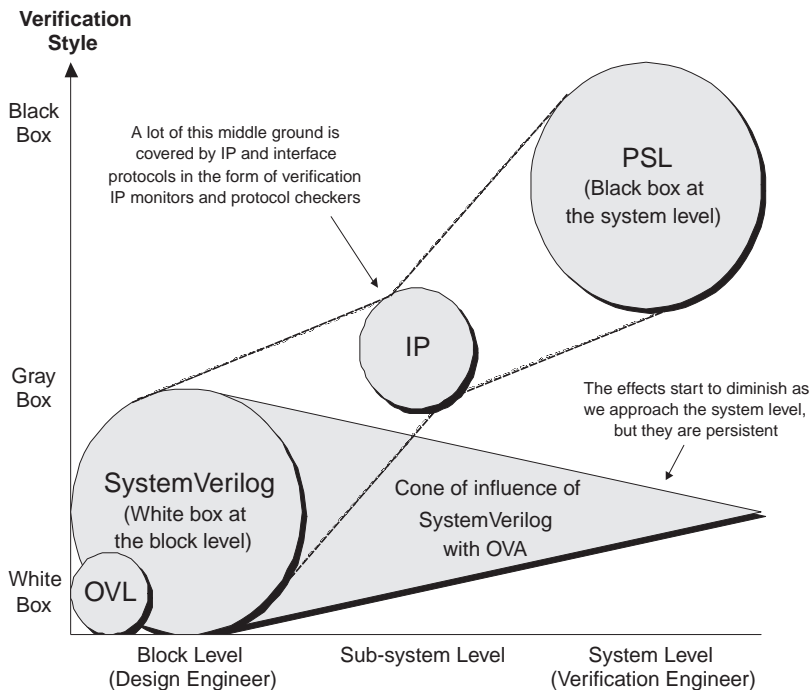 Verification
Style
Black
Box
A lot of this middle ground is
covered by IP and interface
protocols in the form of verification
IP monitors and protocol checkers
PSL
(Black box at
the system level)
IP
Gray
Box
The effects start to diminish as
we approach the system level,
but they are persistent
SystemVerilog
(White box at
the block level)
Cone of influence of
SystemVerilog
with OVA
White
Box
OVL
Block Level
(Design Engineer)
Sub-system Level
System Level
(Verification Engineer)